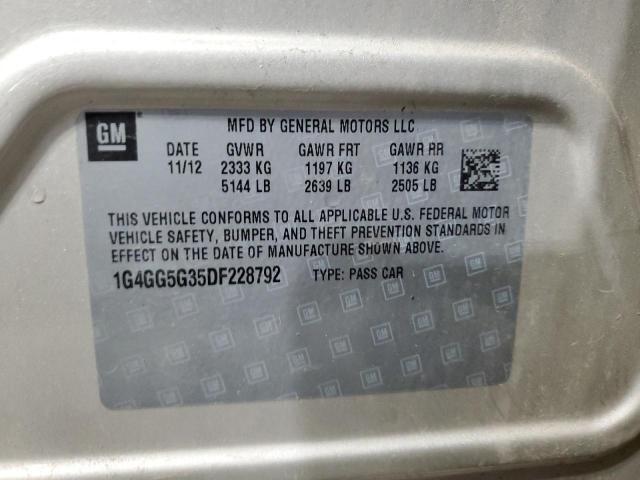 GM
MFD BY GENERAL MOTORS LLC
DATE GVWR GAWR FRT GAWR RR
11/12 2333 KG 1197 KG 1136 KG
5144 LB 2639 LB 2505 LB
THIS VEHICLE CONFORMS TO ALL APPLICABLE U.S. FEDERAL MOTOR
VEHICLE SAFETY, BUMPER, AND THEFT PREVENTION STANDARDS IN
EFFECT ON THE DATE OF MANUFACTURE SHOWN ABOVE.
1G4GG5G35DF228792 TYPE: PASS CAR